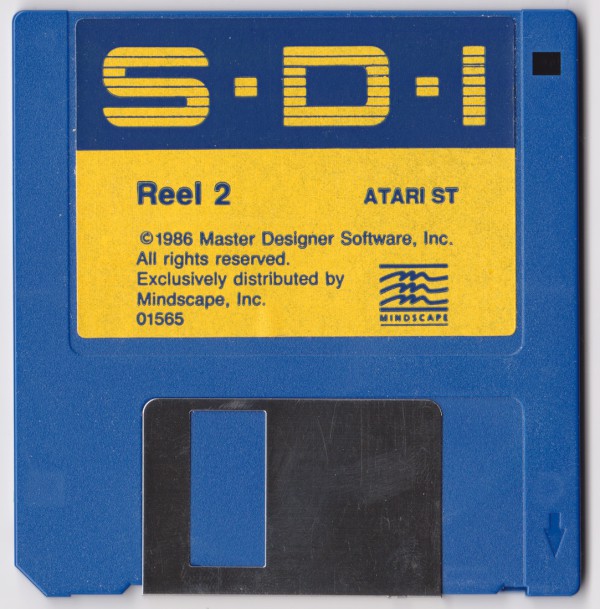 S·D·I
Reel 2
ATARI ST
©1986 Master Designer Software, Inc.
All rights reserved.
Exclusively distributed by
Mindscape, Inc.
01565
MINDSCAPE